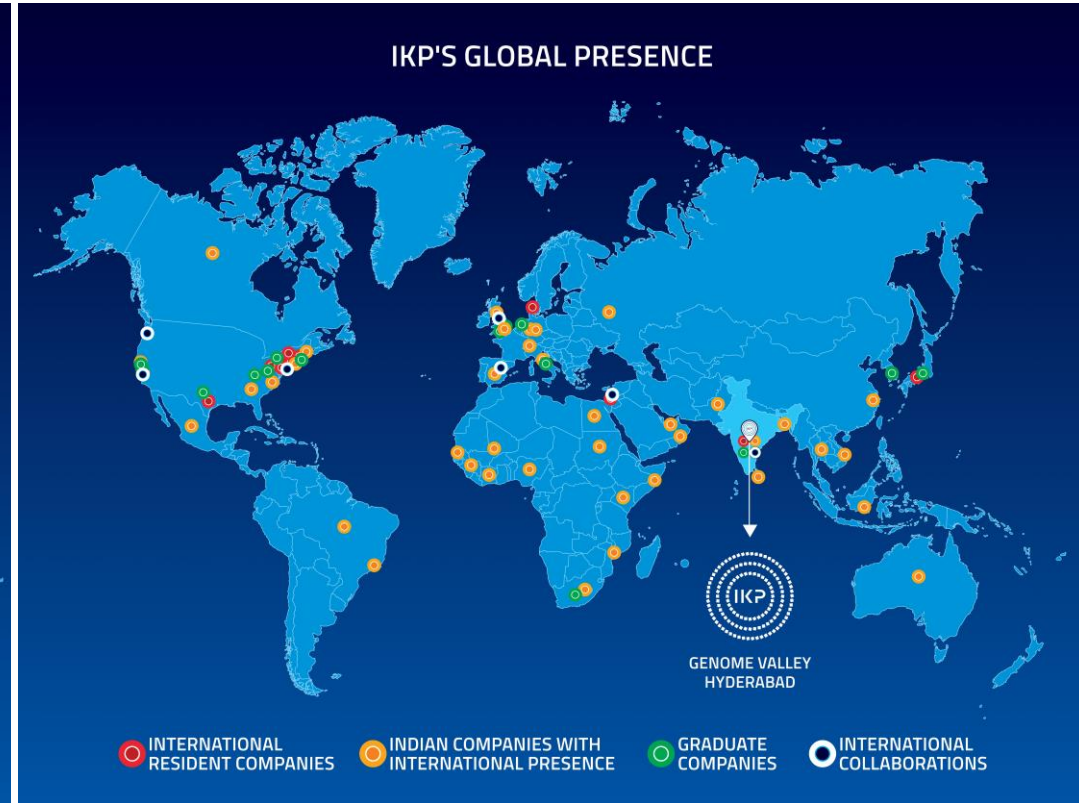 IKP'S GLOBAL PRESENCE
IKP
GENOME VALLEY
HYDERABAD
INTERNATIONAL
RESIDENT COMPANIES
INDIAN COMPANIES WITH
INTERNATIONAL PRESENCE
GRADUATE
COMPANIES
INTERNATIONAL
COLLABORATIONS